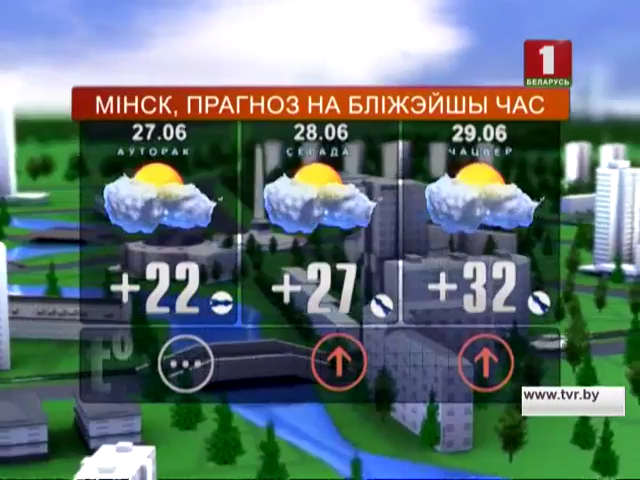 1
БЕЛАРУСЬ
МІНСК, ПРАГНОЗ НА БЛІЖЭЙШЫ ЧАС
27.06 28.06 29.06
АУТОРАК СЕРАДА ЧАЦВЕР
+22 +27 +32
t°
www.tvr.by